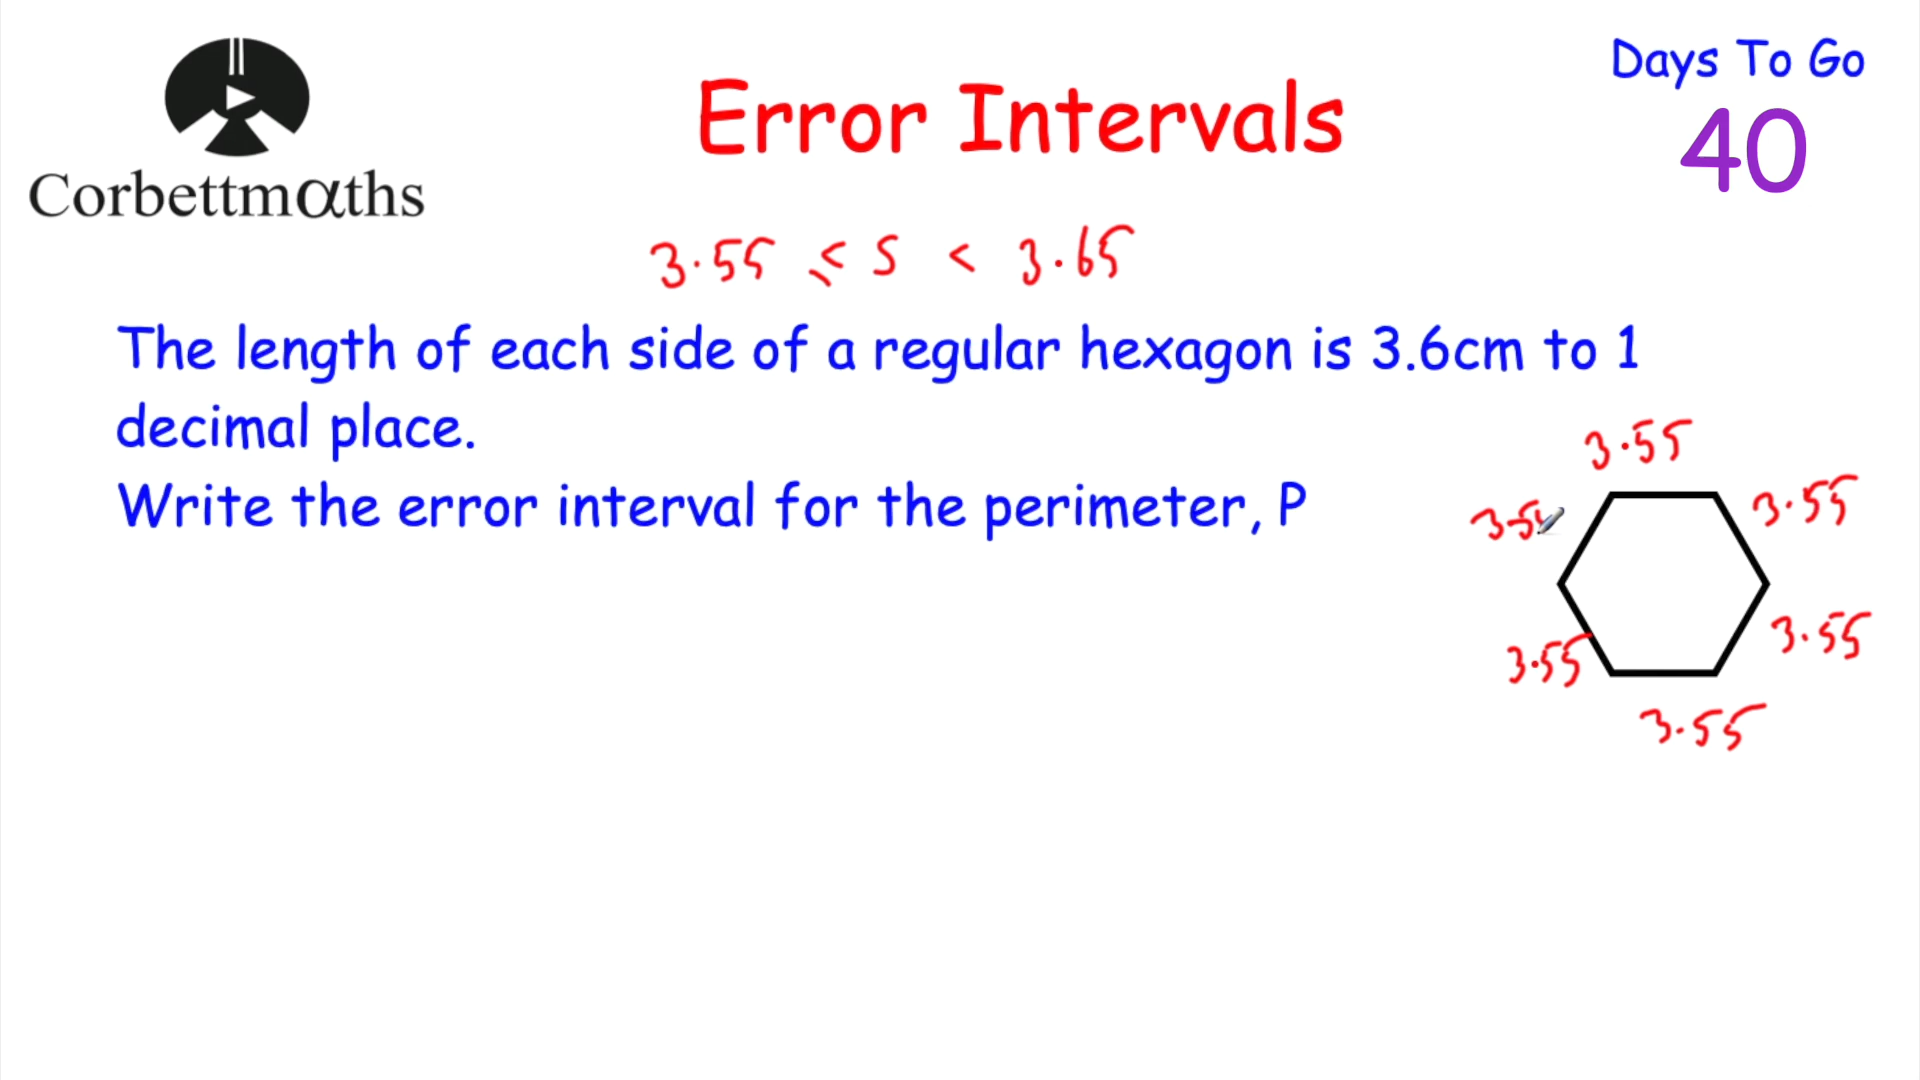 Corbettmαths
Error Intervals
Days To Go
40
3.55 ≤ s < 3.65
The length of each side of a regular hexagon is 3.6cm to 1
decimal place.
Write the error interval for the perimeter, P
3.55
3.55
3.55
3.55
3.55